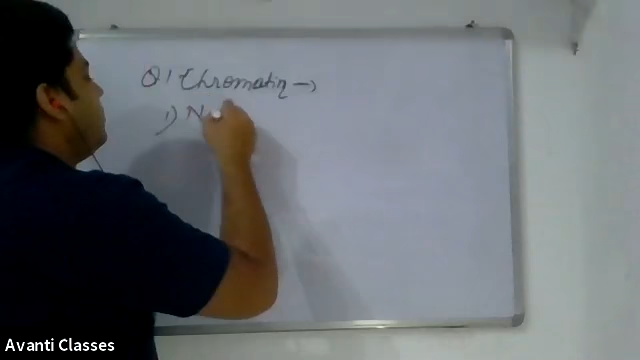 Q1 Chromatin →
1) N
Avanti Classes